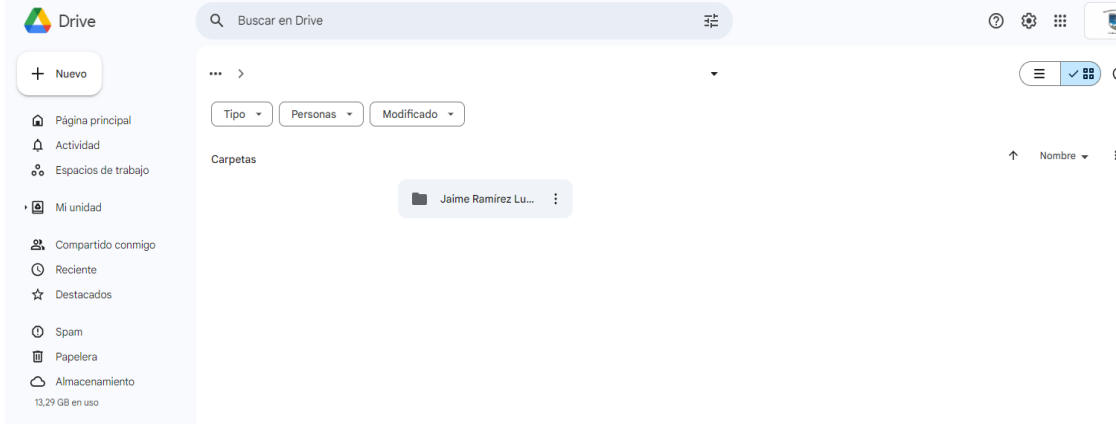 Drive
Buscar en Drive
Nuevo
Tipo
Personas
Modificado
Página principal
Actividad
Espacios de trabajo
Mi unidad
Compartido conmigo
Reciente
Destacados
Spam
Papelera
Almacenamiento
13,29 GB en uso
Carpetas
Nombre
Jaime Ramírez Lu...